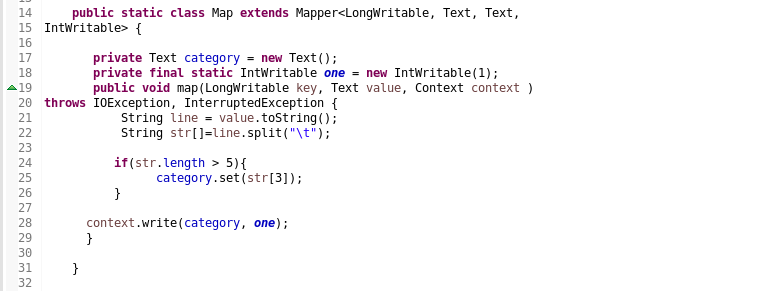 14 public static class Map extends Mapper<LongWritable, Text, Text,
15 IntWritable> {
16
17 private Text category = new Text();
18 private final static IntWritable one = new IntWritable(1);
19 public void map(LongWritable key, Text value, Context context )
20 throws IOException, InterruptedException {
21 String line = value.toString();
22 String str[]=line.split("\t");
23
24 if(str.length > 5){
25 category.set(str[3]);
26 }
27
28 context.write(category, one);
29 }
30
31 }
32